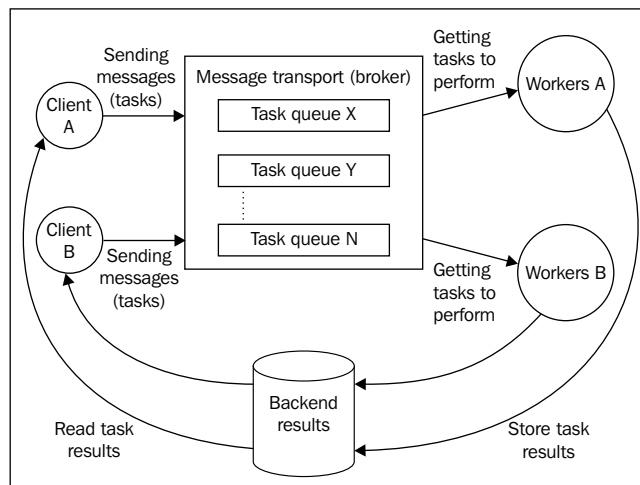 Sending
messages
(tasks)
Client
A
Message transport (broker)
Task queue X
Task queue Y
Task queue N
Getting
tasks to
perform
Workers A
Client
B
Sending
messages
(tasks)
Getting
tasks to
perform
Workers B
Backend
results
Read task
results
Store task
results